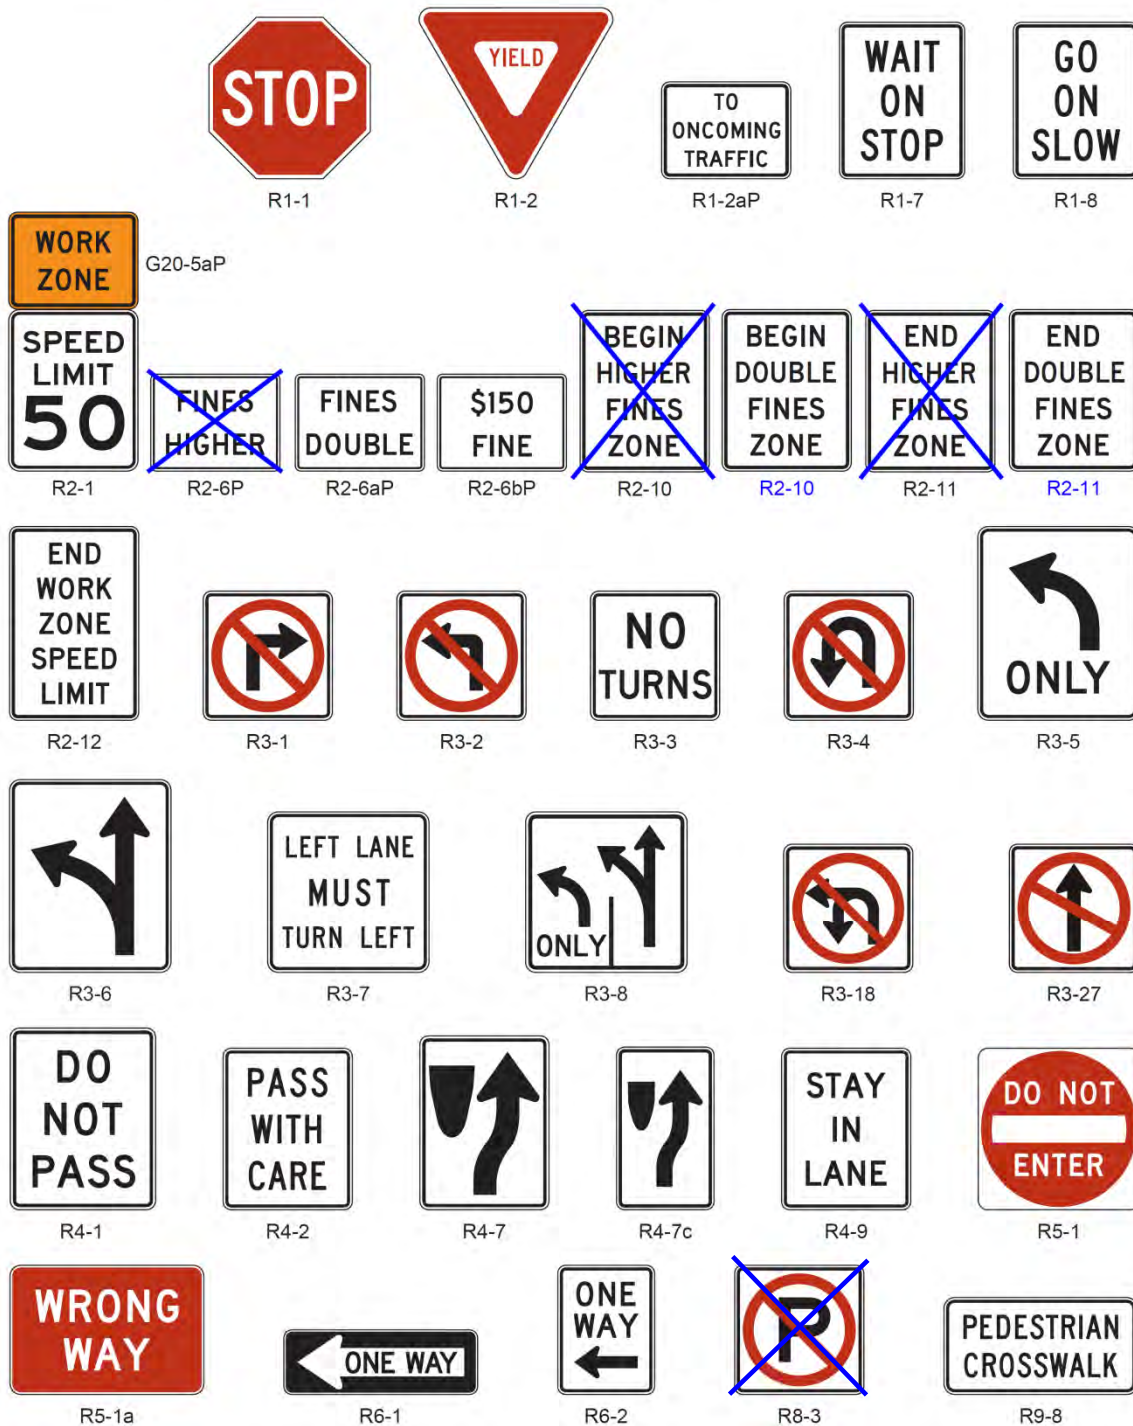 STOP
R1-1
YIELD
R1-2
TO
ONCOMING
TRAFFIC
R1-2aP
WAIT
ON
STOP
R1-7
GO
ON
SLOW
R1-8
WORK
ZONE
G20-5aP
SPEED
LIMIT
50
R2-1
FINES
HIGHER
R2-6P
FINES
DOUBLE
R2-6aP
$150
FINE
R2-6bP
BEGIN
HIGHER
FINES
ZONE
R2-10
BEGIN
DOUBLE
FINES
ZONE
R2-10
END
HIGHER
FINES
ZONE
R2-11
END
DOUBLE
FINES
ZONE
R2-11
END
WORK
ZONE
SPEED
LIMIT
R2-12
R3-1
R3-2
NO
TURNS
R3-3
R3-4
ONLY
R3-5
R3-6
LEFT LANE
MUST
TURN LEFT
R3-7
ONLY
R3-8
R3-18
R3-27
DO
NOT
PASS
R4-1
PASS
WITH
CARE
R4-2
R4-7
R4-7c
STAY
IN
LANE
R4-9
DO NOT
ENTER
R5-1
WRONG
WAY
R5-1a
ONE WAY
R6-1
ONE
WAY
R6-2
P
R8-3
PEDESTRIAN
CROSSWALK
R9-8